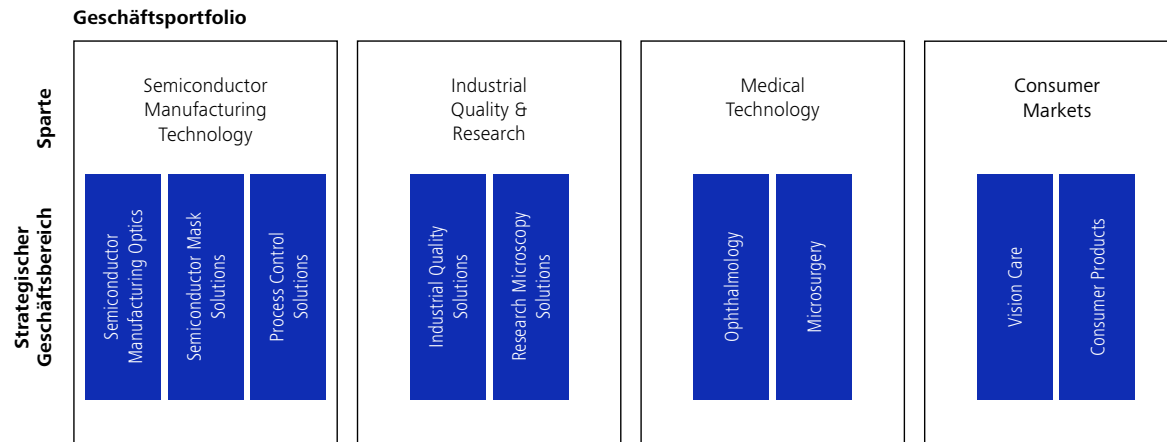 Geschäftsportfolio
Sparte
Semiconductor
Manufacturing
Technology
Industrial
Quality &
Research
Medical
Technology
Consumer
Markets
Strategischer
Geschäftsbereich
Semiconductor
Manufacturing Optics
Semiconductor Mask
Solutions
Process Control
Solutions
Industrial Quality
Solutions
Research Microscopy
Solutions
Ophthalmology
Microsurgery
Vision Care
Consumer Products